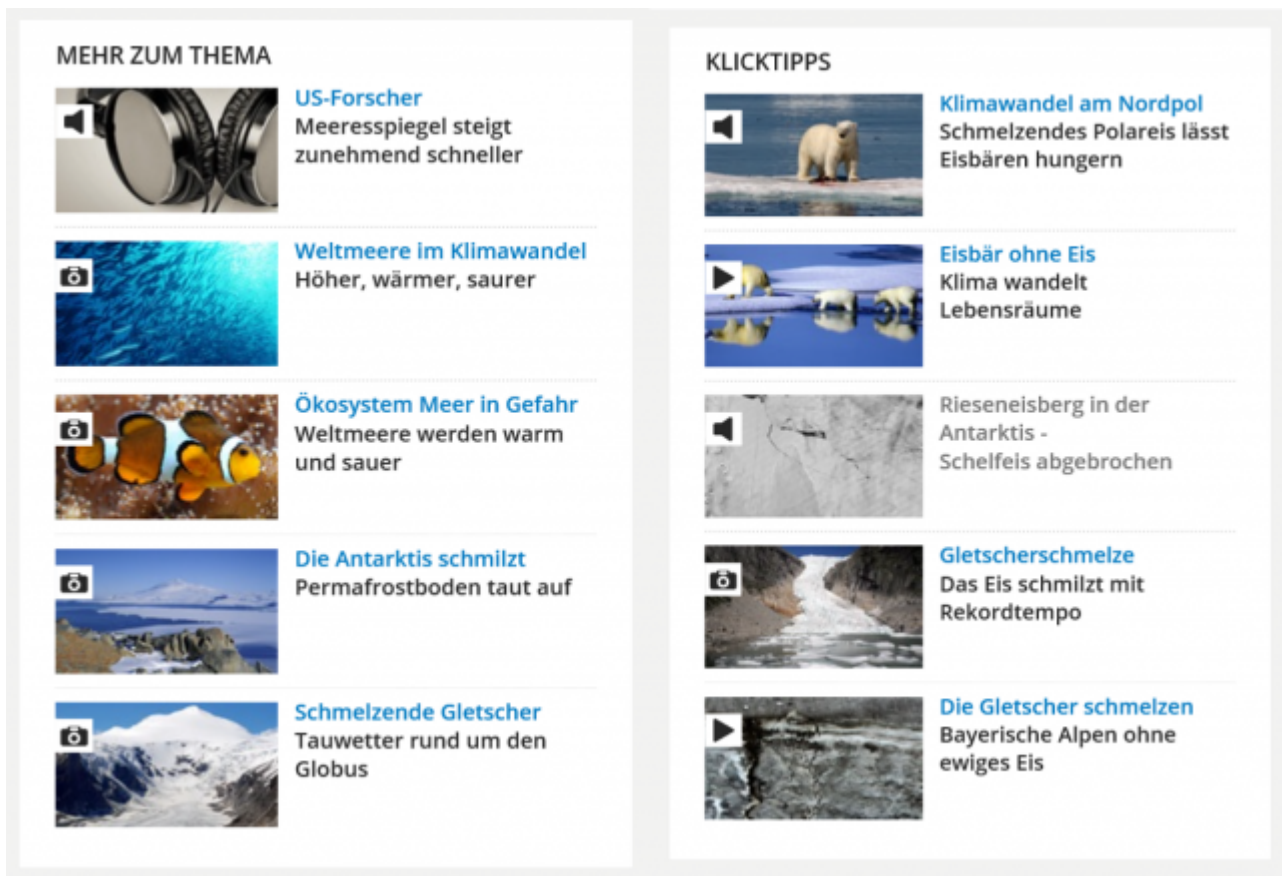 MEHR ZUM THEMA
US-Forscher
Meeresspiegel steigt
zunehmend schneller
Weltmeere im Klimawandel
Höher, wärmer, saurer
Ökosystem Meer in Gefahr
Weltmeere werden warm
und sauer
Die Antarktis schmilzt
Permafrostboden taut auf
Schmelzende Gletscher
Tauwetter rund um den
Globus
KLICKTIPPS
Klimawandel am Nordpol
Schmelzendes Polareis lässt
Eisbären hungern
Eisbär ohne Eis
Klima wandelt
Lebensräume
Rieseneisberg in der
Antarktis -
Schelfeis abgebrochen
Gletscherschmelze
Das Eis schmilzt mit
Rekordtempo
Die Gletscher schmelzen
Bayerische Alpen ohne
ewiges Eis